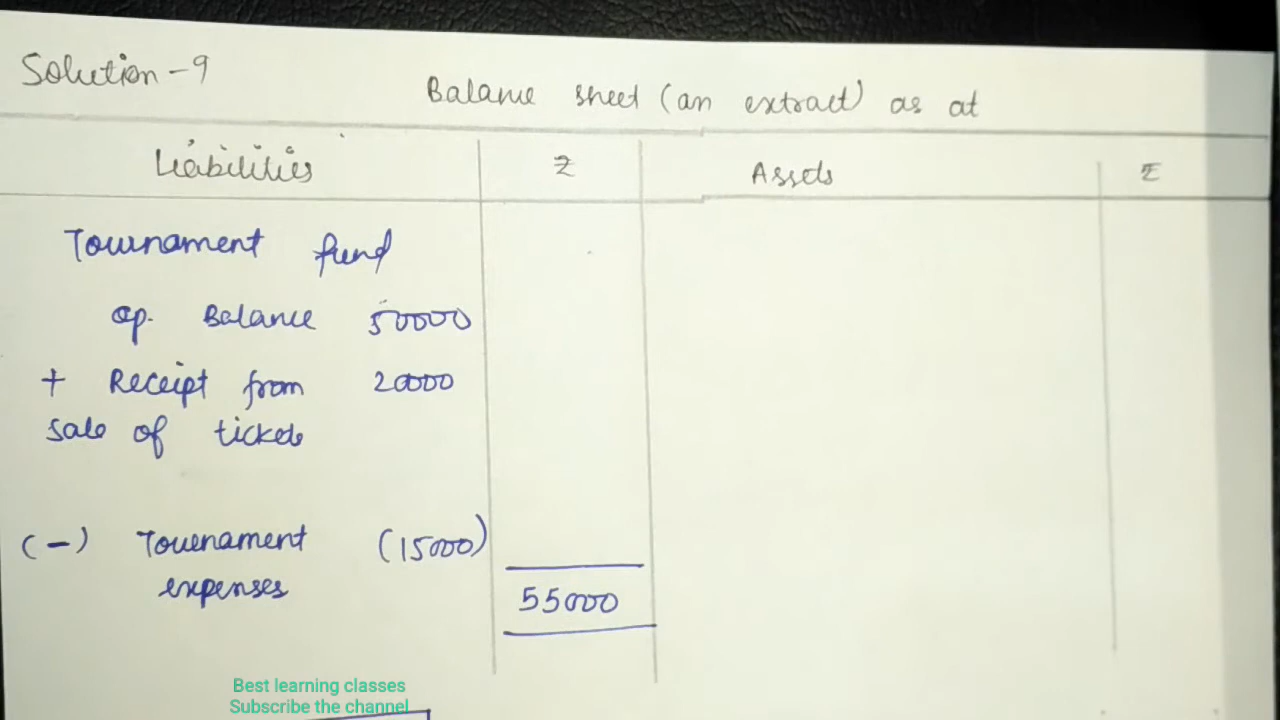 Solution-9
Balance sheet (an extract) as at
Liabilities ₹ Assets ₹
Tournament fund
op. Balance 50000
+ Receipt from 20000
sale of tickets
(-) Tournament (15000)
expenses
55000
Best learning classes
Subscribe the channel